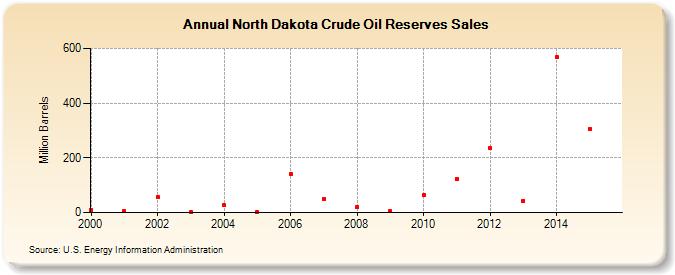 Annual North Dakota Crude Oil Reserves Sales
Million Barrels
600
400
200
0
2000 2002 2004 2006 2008 2010 2012 2014
Source: U.S. Energy Information Administration